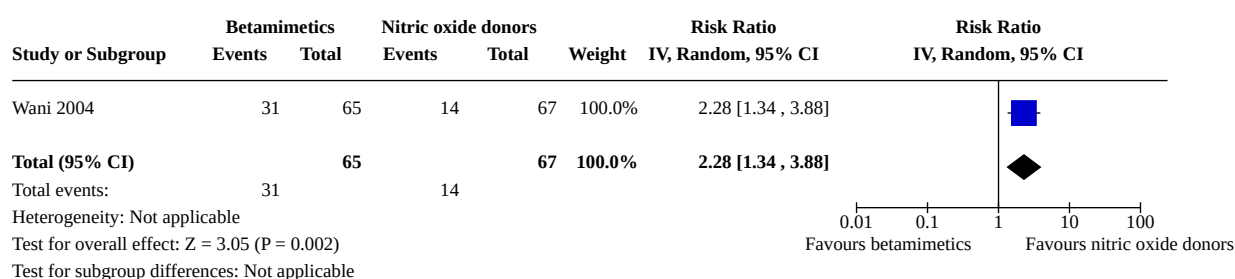 Betamimetics Nitric oxide donors Risk Ratio Risk Ratio
Study or Subgroup Events Total Events Total Weight IV, Random, 95% CI IV, Random, 95% CI
Wani 2004 31 65 14 67 100.0% 2.28 [1.34 , 3.88]
Total (95% CI) 65 67 100.0% 2.28 [1.34 , 3.88]
Total events: 31 14
Heterogeneity: Not applicable
0.01 0.1 1 10 100
Test for overall effect: Z = 3.05 (P = 0.002) Favours betamimetics Favours nitric oxide donors
Test for subgroup differences: Not applicable